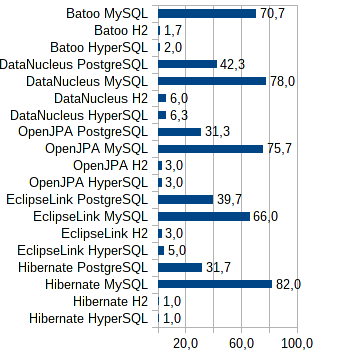 Batoo MySQL 70,7
Batoo H2 1,7
Batoo HyperSQL 2,0
DataNucleus PostgreSQL 42,3
DataNucleus MySQL 78,0
DataNucleus H2 6,0
DataNucleus HyperSQL 6,3
OpenJPA PostgreSQL 31,3
OpenJPA MySQL 75,7
OpenJPA H2 3,0
OpenJPA HyperSQL 3,0
EclipseLink PostgreSQL 39,7
EclipseLink MySQL 66,0
EclipseLink H2 3,0
EclipseLink HyperSQL 5,0
Hibernate PostgreSQL 31,7
Hibernate MySQL 82,0
Hibernate H2 1,0
Hibernate HyperSQL 1,0
20,0 60,0 100,0